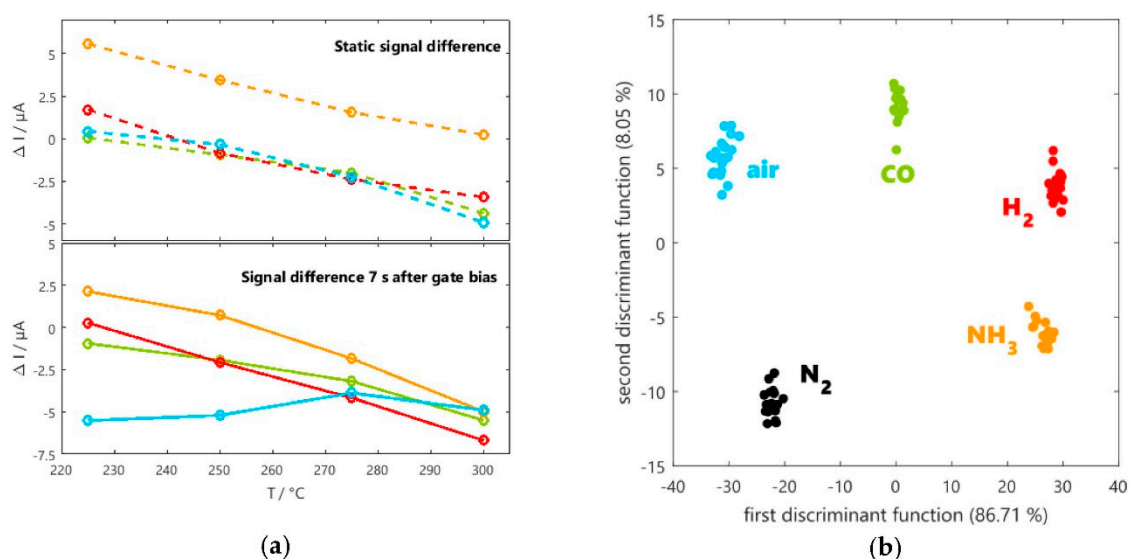 Static signal difference
5
2.5
0
-2.5
-5
Δ I / µA
5
2.5
0
-2.5
-5
-7.5
Δ I / µA
Signal difference 7 s after gate bias
220 230 240 250 260 270 280 290 300
T / °C
(a)
15
10
5
0
-5
-10
-15
second discriminant function (8.05 %)
air
CO
H₂
NH₃
N₂
-40 -30 -20 -10 0 10 20 30 40
first discriminant function (86.71 %)
(b)